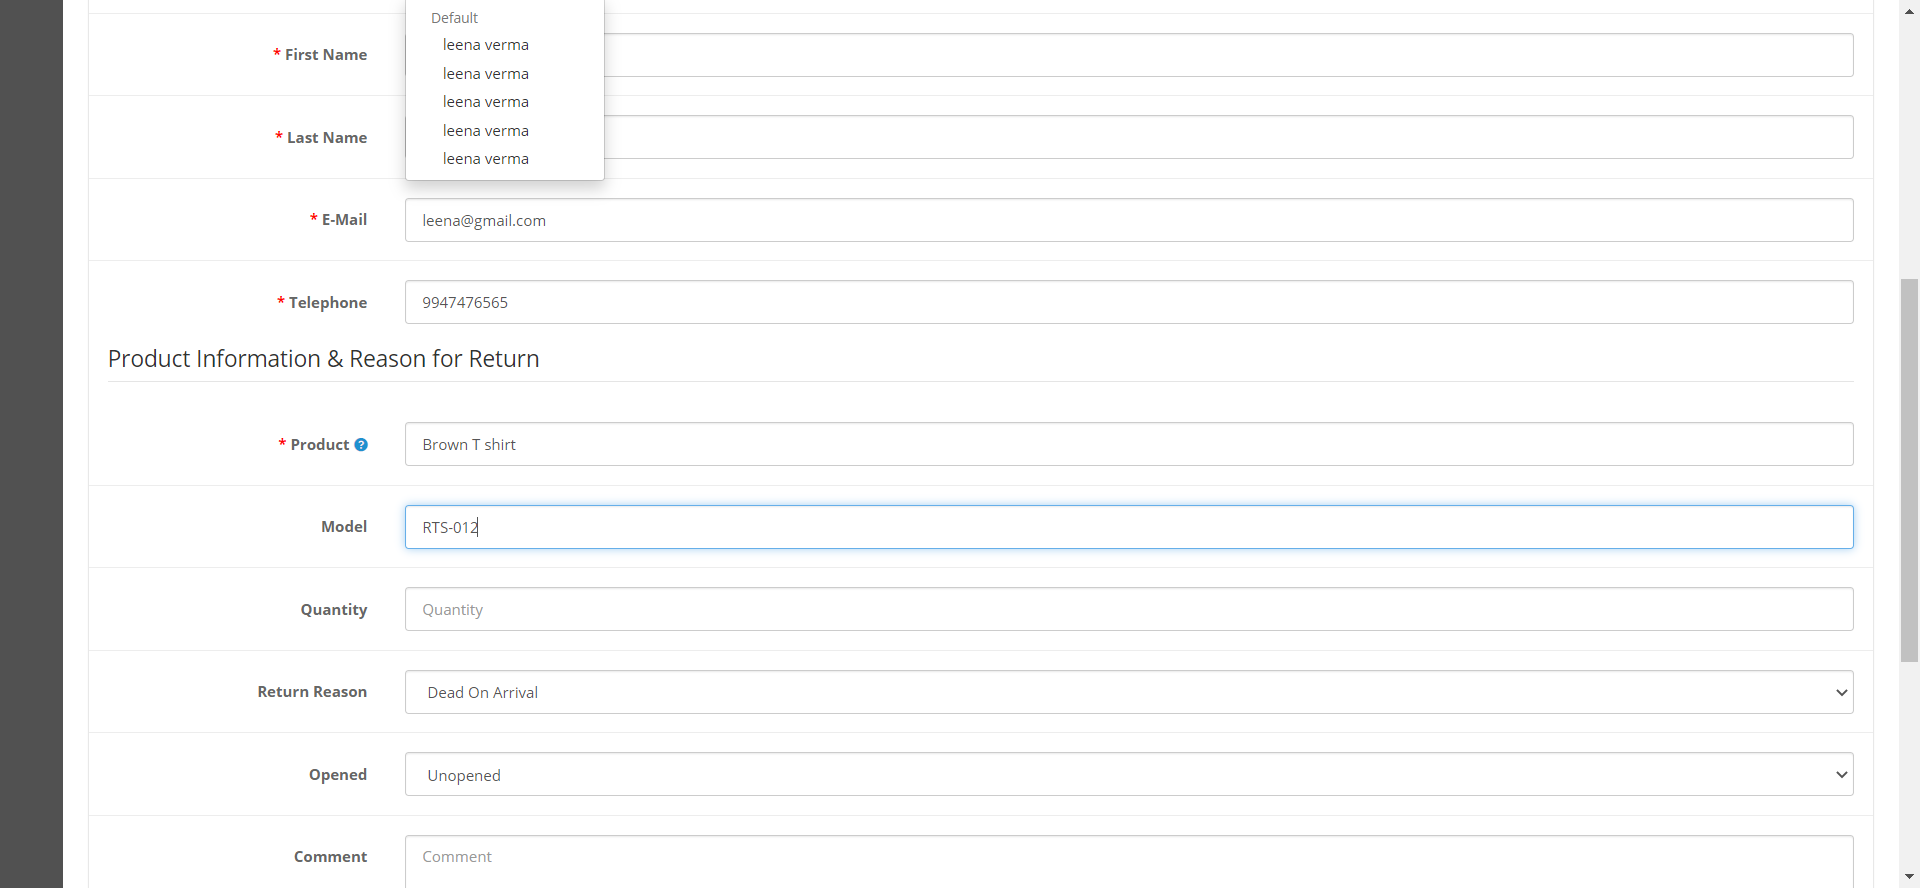 Default
leena verma
leena verma
leena verma
leena verma
leena verma
* First Name
* Last Name
* E-Mail
leena@gmail.com
* Telephone
9947476565
Product Information & Reason for Return
* Product ?
Brown T shirt
Model
RTS-012
Quantity
Quantity
Return Reason
Dead On Arrival
Opened
Unopened
Comment
Comment